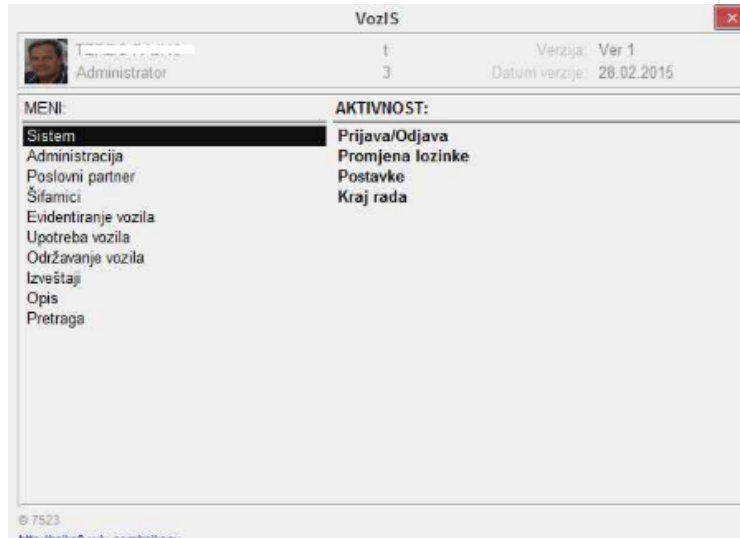 VozIS
t Verzija: Ver 1
Administrator 3 Datum verzije: 28.02.2015
MENI: AKTIVNOST:
Sistem Prijava/Odjava
Administracija Promjena lozinke
Poslovni partner Postavke
Šifarnici Kraj rada
Evidentiranje vozila
Upotreba vozila
Održavanje vozila
Izveštaji
Opis
Pretraga
© 7523